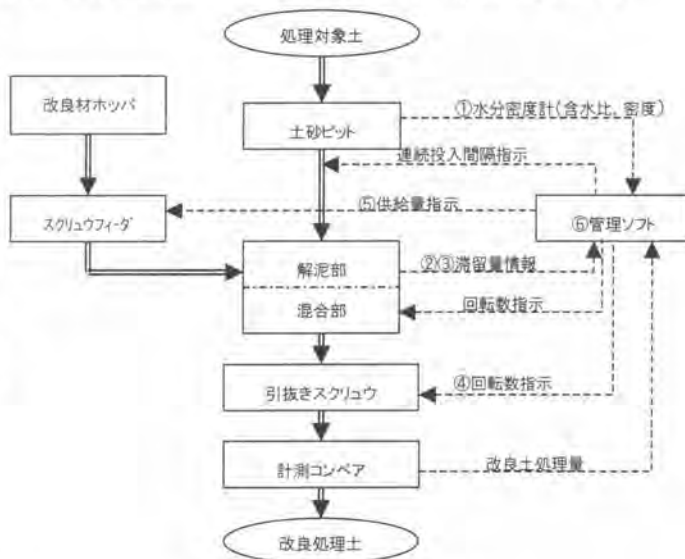 処理対象土
改良材ホッパ
土砂ピット
①水分密度計(含水比、密度)
連続投入間隔指示
スクリュウフィーダ
⑤供給量指示
⑥管理ソフト
解泥部
②③滞留量情報
混合部
回転数指示
引抜きスクリュウ
④回転数指示
計測コンベア
改良土処理量
改良処理土